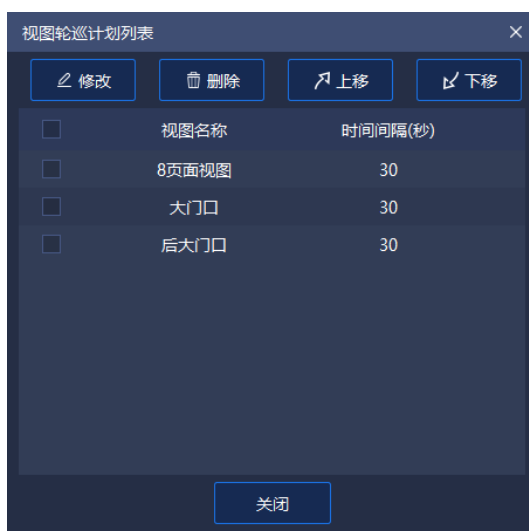 视图轮巡计划列表
修改 删除 上移 下移
视图名称 时间间隔(秒)
8页面视图 30
大门口 30
后大门口 30
关闭